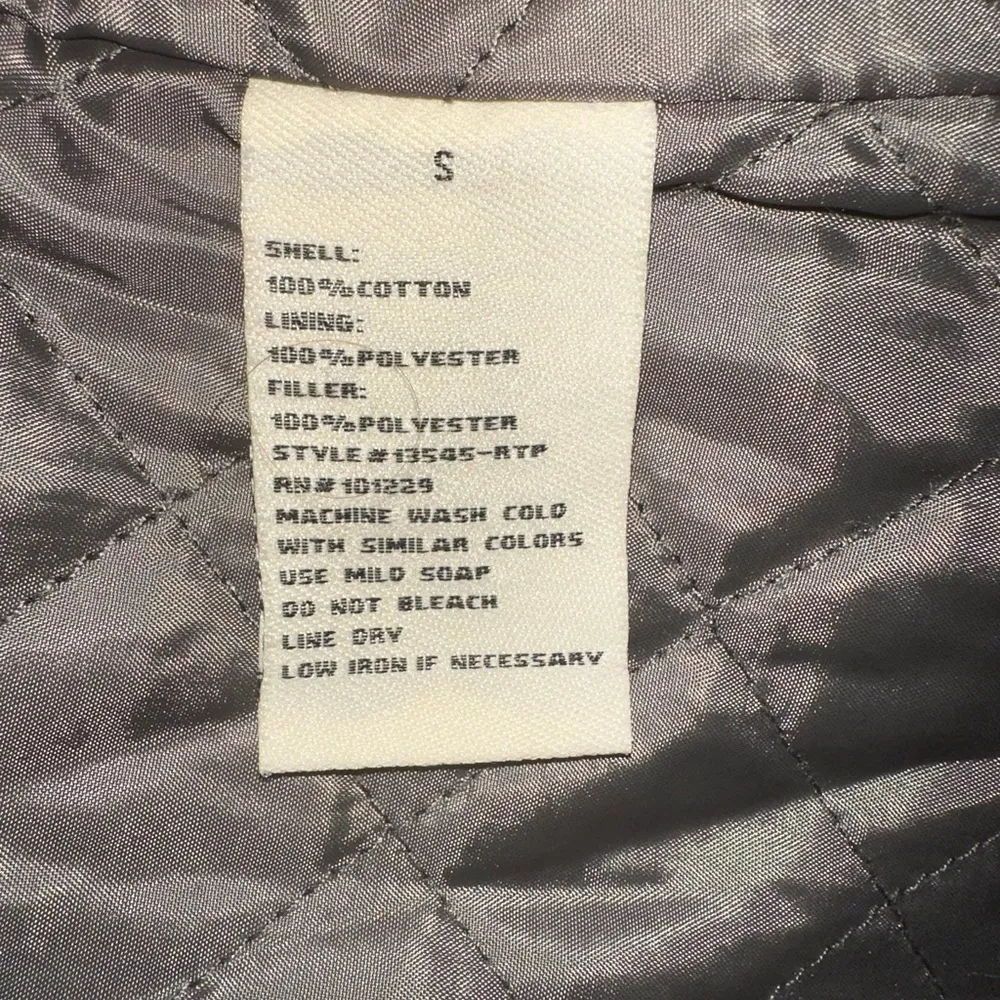 S
SHELL:
100%COTTON
LINING:
100%POLYESTER
FILLER:
100%POLYESTER
STYLE#13545-RTP
RN#101229
MACHINE WASH COLD
WITH SIMILAR COLORS
USE MILD SOAP
DO NOT BLEACH
LINE DRY
LOW IRON IF NECESSARY